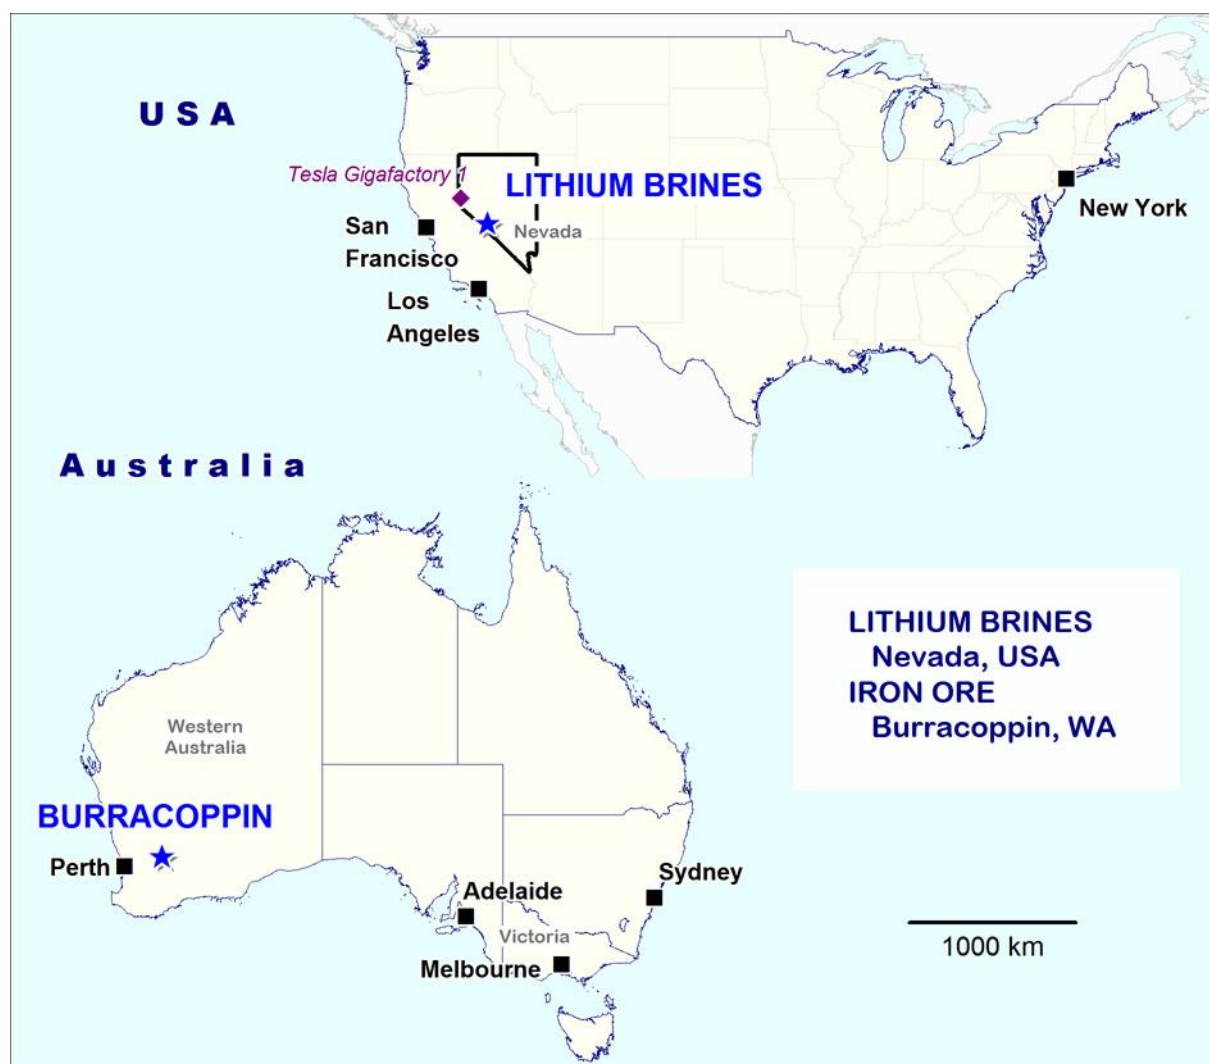 USA
Tesla Gigafactory 1
LITHIUM BRINES
Nevada
San
Francisco
Los
Angeles
New York
Australia
Western
Australia
BURRACOPPIN
Perth
Adelaide
Victoria
Melbourne
Sydney
LITHIUM BRINES
Nevada, USA
IRON ORE
Burracoppin, WA
1000 km